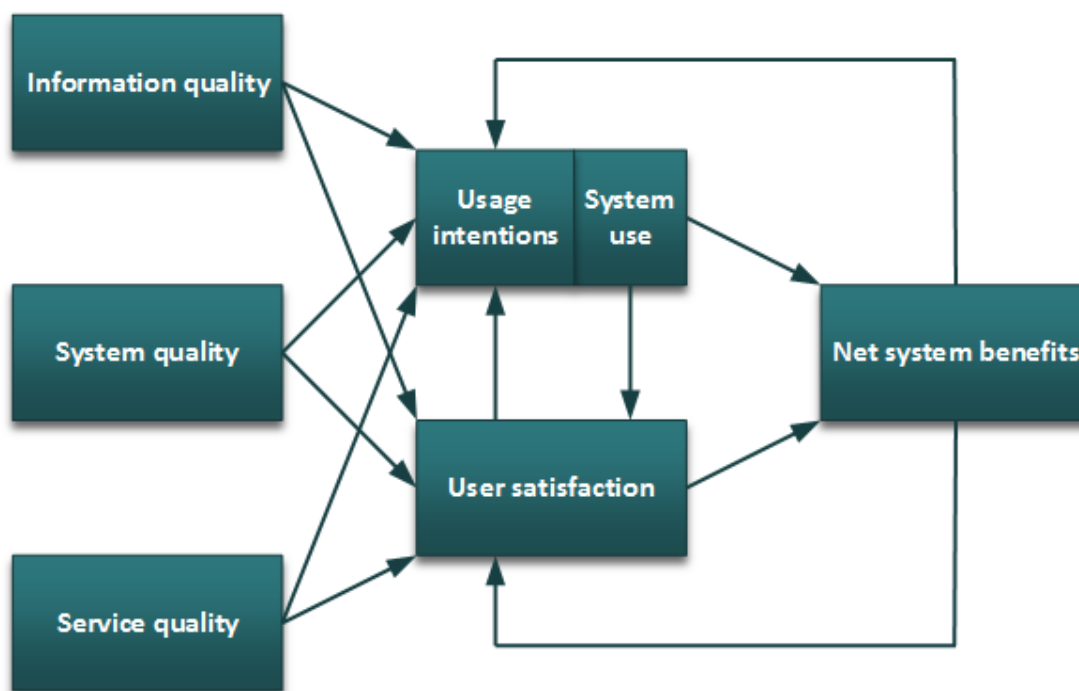 Information quality
Usage
intentions
System
use
System quality
Net system benefits
User satisfaction
Service quality